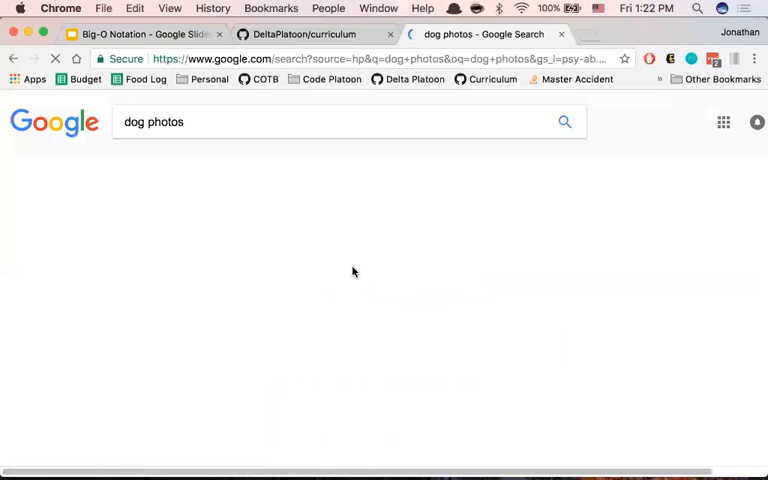 Chrome File Edit View History Bookmarks People Window Help 100% Fri 1:22 PM
Big-O Notation - Google Slides DeltaPlatoon/curriculum dog photos - Google Search Jonathan
Secure https://www.google.com/search?source=hp&q=dog+photos&oq=dog+photos&gs_l=psy-ab....
2
Apps Budget Food Log Personal COTB Code Platoon Delta Platoon Curriculum Master Accident » Other Bookmarks
Google dog photos